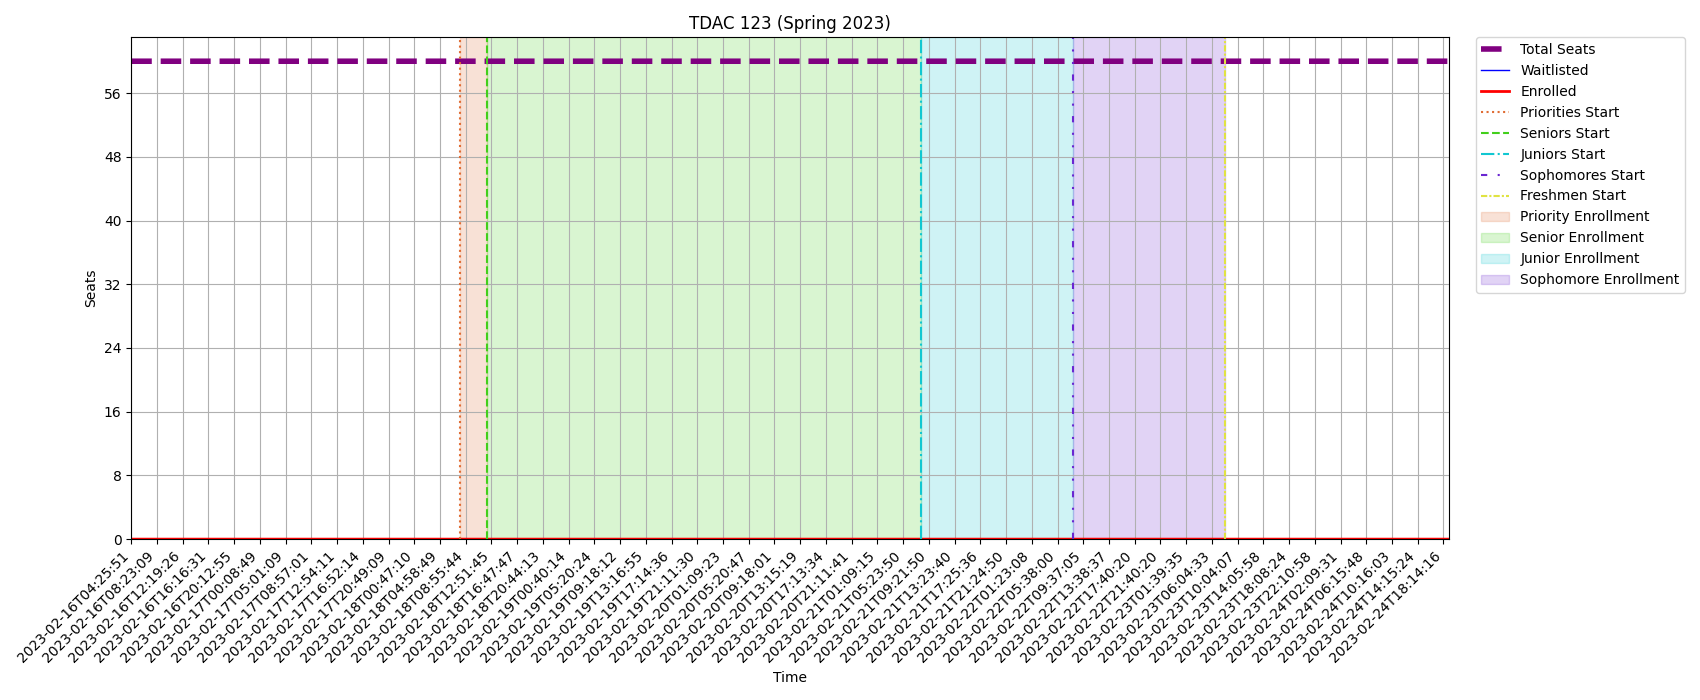 TDAC 123 (Spring 2023)
Total Seats
Waitlisted
Enrolled
Priorities Start
Seniors Start
Juniors Start
Sophomores Start
Freshmen Start
Priority Enrollment
Senior Enrollment
Junior Enrollment
Sophomore Enrollment
Seats
56
48
40
32
24
16
8
0
2023-02-16T04:25:51
2023-02-16T08:23:09
2023-02-16T12:19:26
2023-02-16T16:16:31
2023-02-16T20:12:55
2023-02-17T00:08:49
2023-02-17T05:01:09
2023-02-17T08:57:01
2023-02-17T12:54:11
2023-02-17T16:52:14
2023-02-17T20:49:09
2023-02-18T00:47:10
2023-02-18T04:58:49
2023-02-18T08:55:44
2023-02-18T12:51:45
2023-02-18T16:47:47
2023-02-18T20:44:13
2023-02-19T00:40:14
2023-02-19T05:20:24
2023-02-19T09:18:12
2023-02-19T13:16:55
2023-02-19T17:14:36
2023-02-19T21:11:30
2023-02-20T01:09:23
2023-02-20T05:20:47
2023-02-20T09:18:01
2023-02-20T13:15:19
2023-02-20T17:13:34
2023-02-20T21:11:41
2023-02-21T01:09:15
2023-02-21T05:23:50
2023-02-21T09:21:50
2023-02-21T13:23:40
2023-02-21T17:25:36
2023-02-21T21:24:50
2023-02-22T01:23:08
2023-02-22T05:38:00
2023-02-22T09:37:05
2023-02-22T13:38:37
2023-02-22T17:40:20
2023-02-22T21:40:20
2023-02-23T01:39:35
2023-02-23T06:04:33
2023-02-23T10:04:07
2023-02-23T14:05:58
2023-02-23T18:08:24
2023-02-23T22:10:58
2023-02-24T02:09:31
2023-02-24T06:15:48
2023-02-24T10:16:03
2023-02-24T14:15:24
2023-02-24T18:14:16
Time